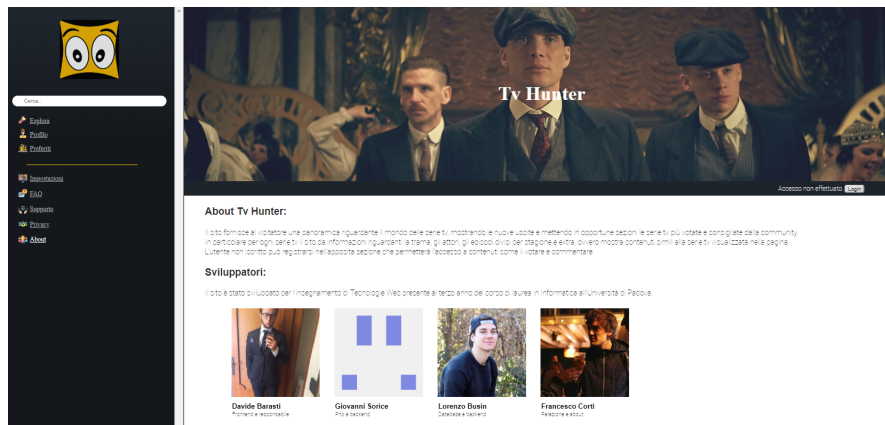 Cerca...
Esplora
Profilo
Preferiti
Impostazioni
FAQ
Supporto
Privacy
About
Tv Hunter
Accesso non effettuato Login
About Tv Hunter:
Il sito fornisce al visitatore una panoramica riguardante il mondo delle serie tv, mostrando le nuove uscite e mettendo in opportune sezioni le serie tv più votate e consigliate dalla community.
In particolare per ogni serie tv il sito da informazioni riguardanti la trama, gli attori, gli episodi divisi per stagione e extra, ovvero mostra contenuti simili alla serie tv visualizzata nella pagina.
L'utente non iscritto può registrarsi nell'apposita sezione che permetterà l'accesso a contenuti come il votare e commentare.
Sviluppatori:
Il sito è stato sviluppato per l'insegnamento di Tecnologie Web presente al terzo anno del corso di laurea in Informatica all'Università di Padova.
Davide Barasti
Frontend e responsabile
Giovanni Sorice
Php e backend
Lorenzo Busin
Database e backend
Francesco Corti
Relazione e about